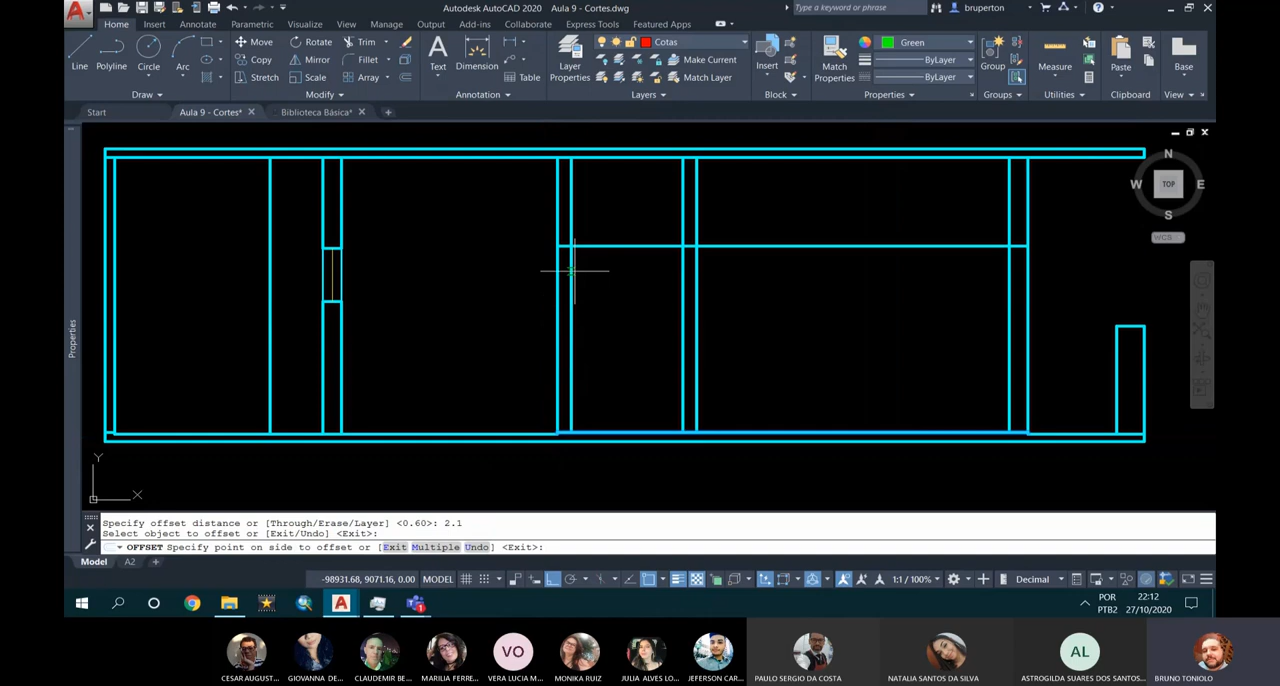 Autodesk AutoCAD 2020 Aula 9 - Cortes.dwg
Type a keyword or phrase
bruperton
Home Insert Annotate Parametric Visualize View Manage Output Add-ins Collaborate Express Tools Featured Apps
Line Polyline Circle Arc
Move Rotate Trim
Copy Mirror Fillet
Stretch Scale Array
Text Dimension Table
Layer Properties
Cotas
Make Current
Match Layer
Insert
Match Properties
Green
ByLayer
ByLayer
Group Measure Paste Base
Draw Modify Annotation Layers Block Properties Groups Utilities Clipboard View
Start Aula 9 - Cortes* Biblioteca Básica*
N
W TOP E
S
WCS
Properties
Y
X
Specify offset distance or [Through/Erase/Layer] <0.60>: 2.1
Select object to offset or [Exit/Undo] <Exit>:
OFFSET Specify point on side to offset or [Exit Multiple Undo] <Exit>:
Model A2
-98931.68, 9071.16, 0.00 MODEL 1:1 / 100% Decimal
POR
PTB2
22:12
27/10/2020
VO AL
CESAR AUGUST... GIOVANNA DE... CLAUDEMIR BE... MARILIA FERRE... VERA LUCIA M... MONIKA RUIZ JULIA ALVES LO... JEFERSON CAR... PAULO SERGIO DA COSTA NATALIA SANTOS DA SILVA ASTROGILDA SUARES DOS SANTOS... BRUNO TONIOLO